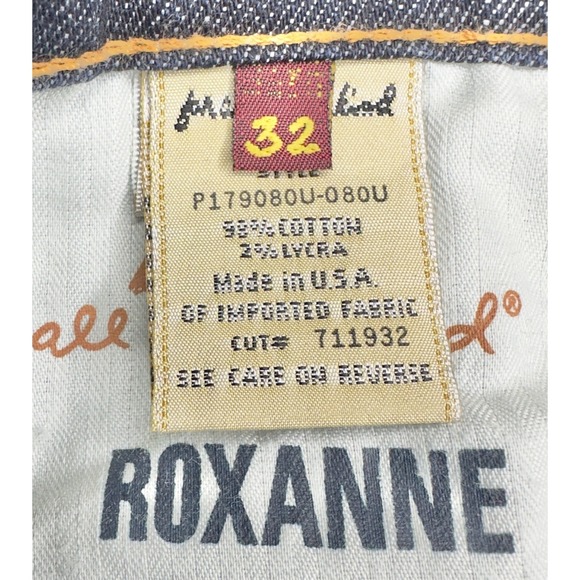 32
STYLE
P179080U-080U
98% COTTON
2% LYCRA
Made in U.S.A.
OF IMPORTED FABRIC
CUT# 711932
SEE CARE ON REVERSE
all
ROXANNE